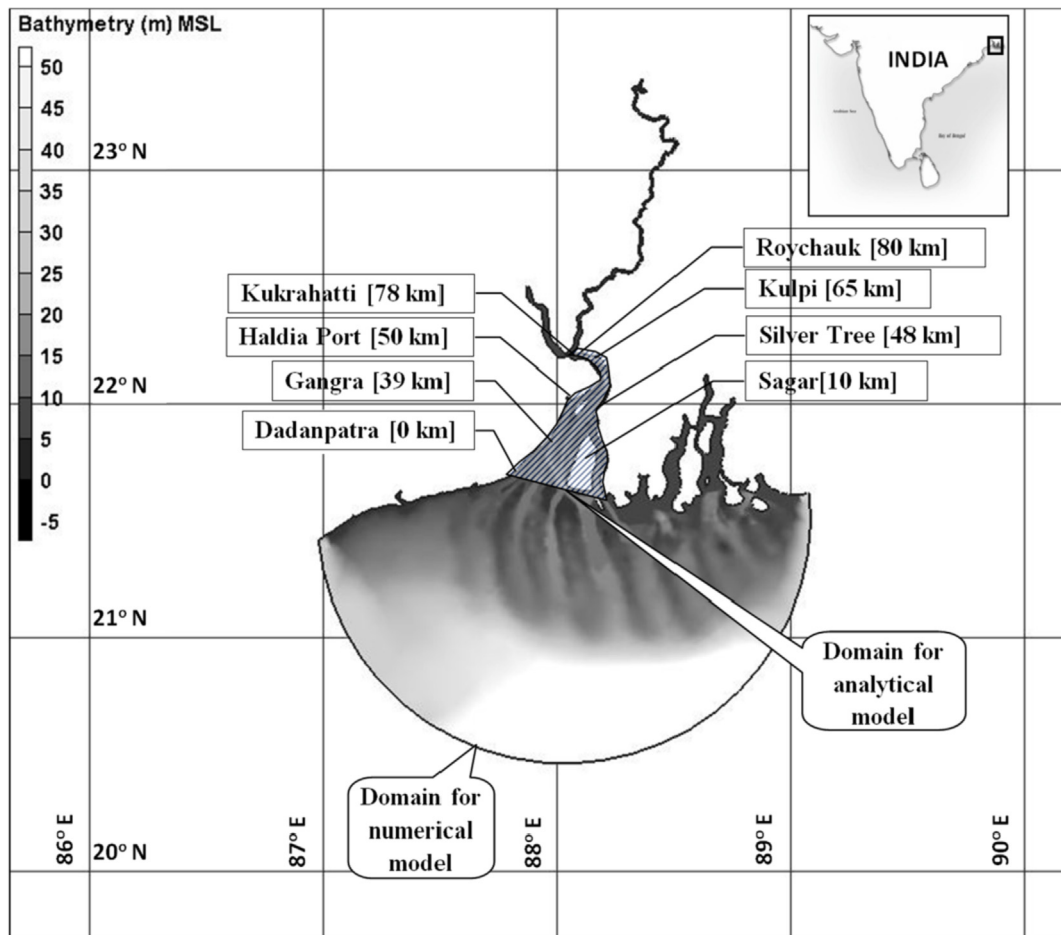 Bathymetry (m) MSL
50
45
40
35
30
25
20
15
10
5
0
-5
INDIA
Bay of Bengal
23° N
22° N
21° N
20° N
Roychauk [80 km]
Kukrahatti [78 km]
Kulpi [65 km]
Haldia Port [50 km]
Silver Tree [48 km]
Gangra [39 km]
Sagar[10 km]
Dadanpatra [0 km]
Domain for
analytical
model
Domain for
numerical
model
86° E
87° E
88° E
89° E
90° E